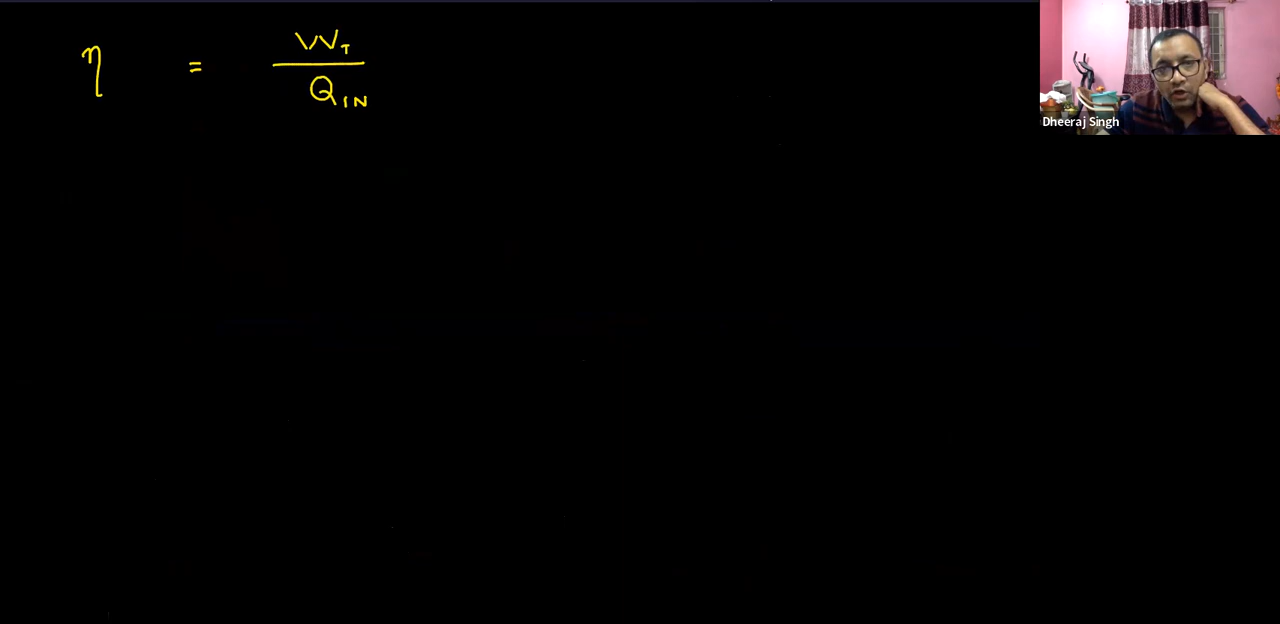 η = W_T / Q_IN
Dheeraj Singh